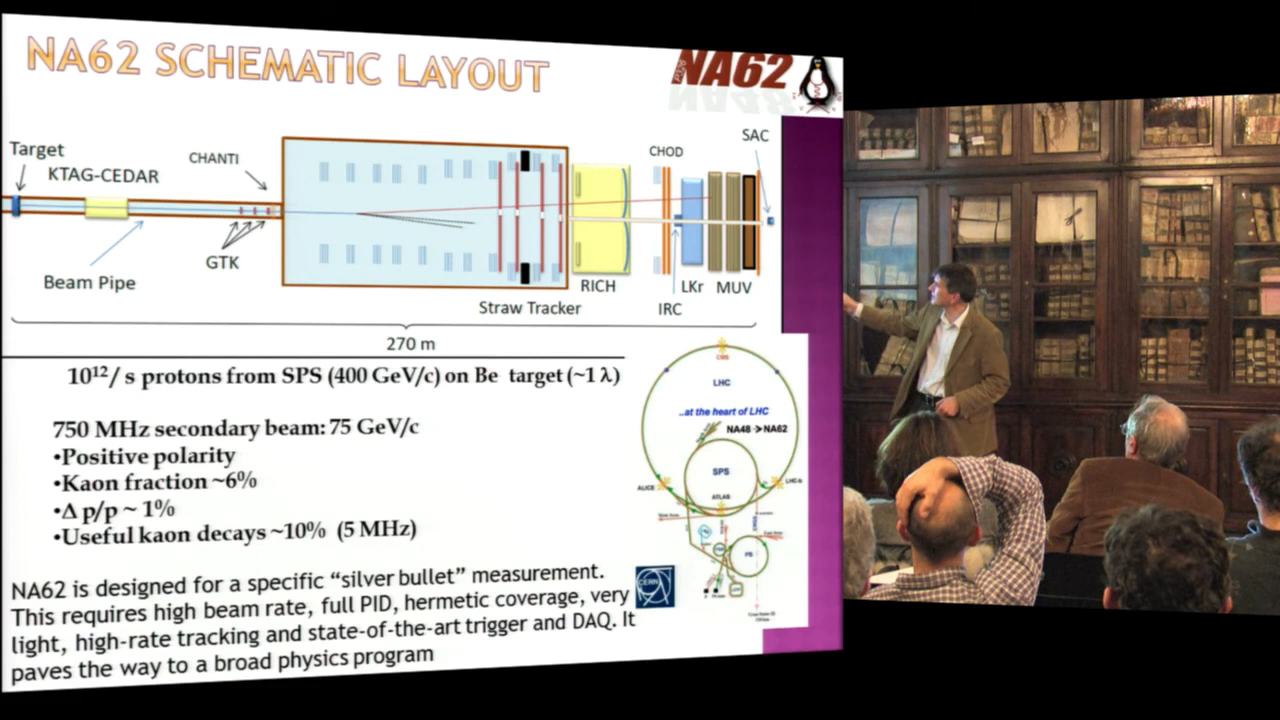 NA62 SCHEMATIC LAYOUT
NA62
SAC
Target
CHANTI
CHOD
KTAG-CEDAR
GTK
Beam Pipe
RICH
LKr MUV
Straw Tracker
IRC
270 m
10¹²/ s protons from SPS (400 GeV/c) on Be target (~1 λ)
750 MHz secondary beam: 75 GeV/c
•Positive polarity
•Kaon fraction ~6%
•Δ p/p ~ 1%
•Useful kaon decays ~10% (5 MHz)
NA62 is designed for a specific “silver bullet” measurement.
This requires high beam rate, full PID, hermetic coverage, very
light, high-rate tracking and state-of-the-art trigger and DAQ. It
paves the way to a broad physics program
CMS
LHC
..at the heart of LHC
NA48 -> NA62
SPS
ALICE
LHC-b
ATLAS
PS
CERN